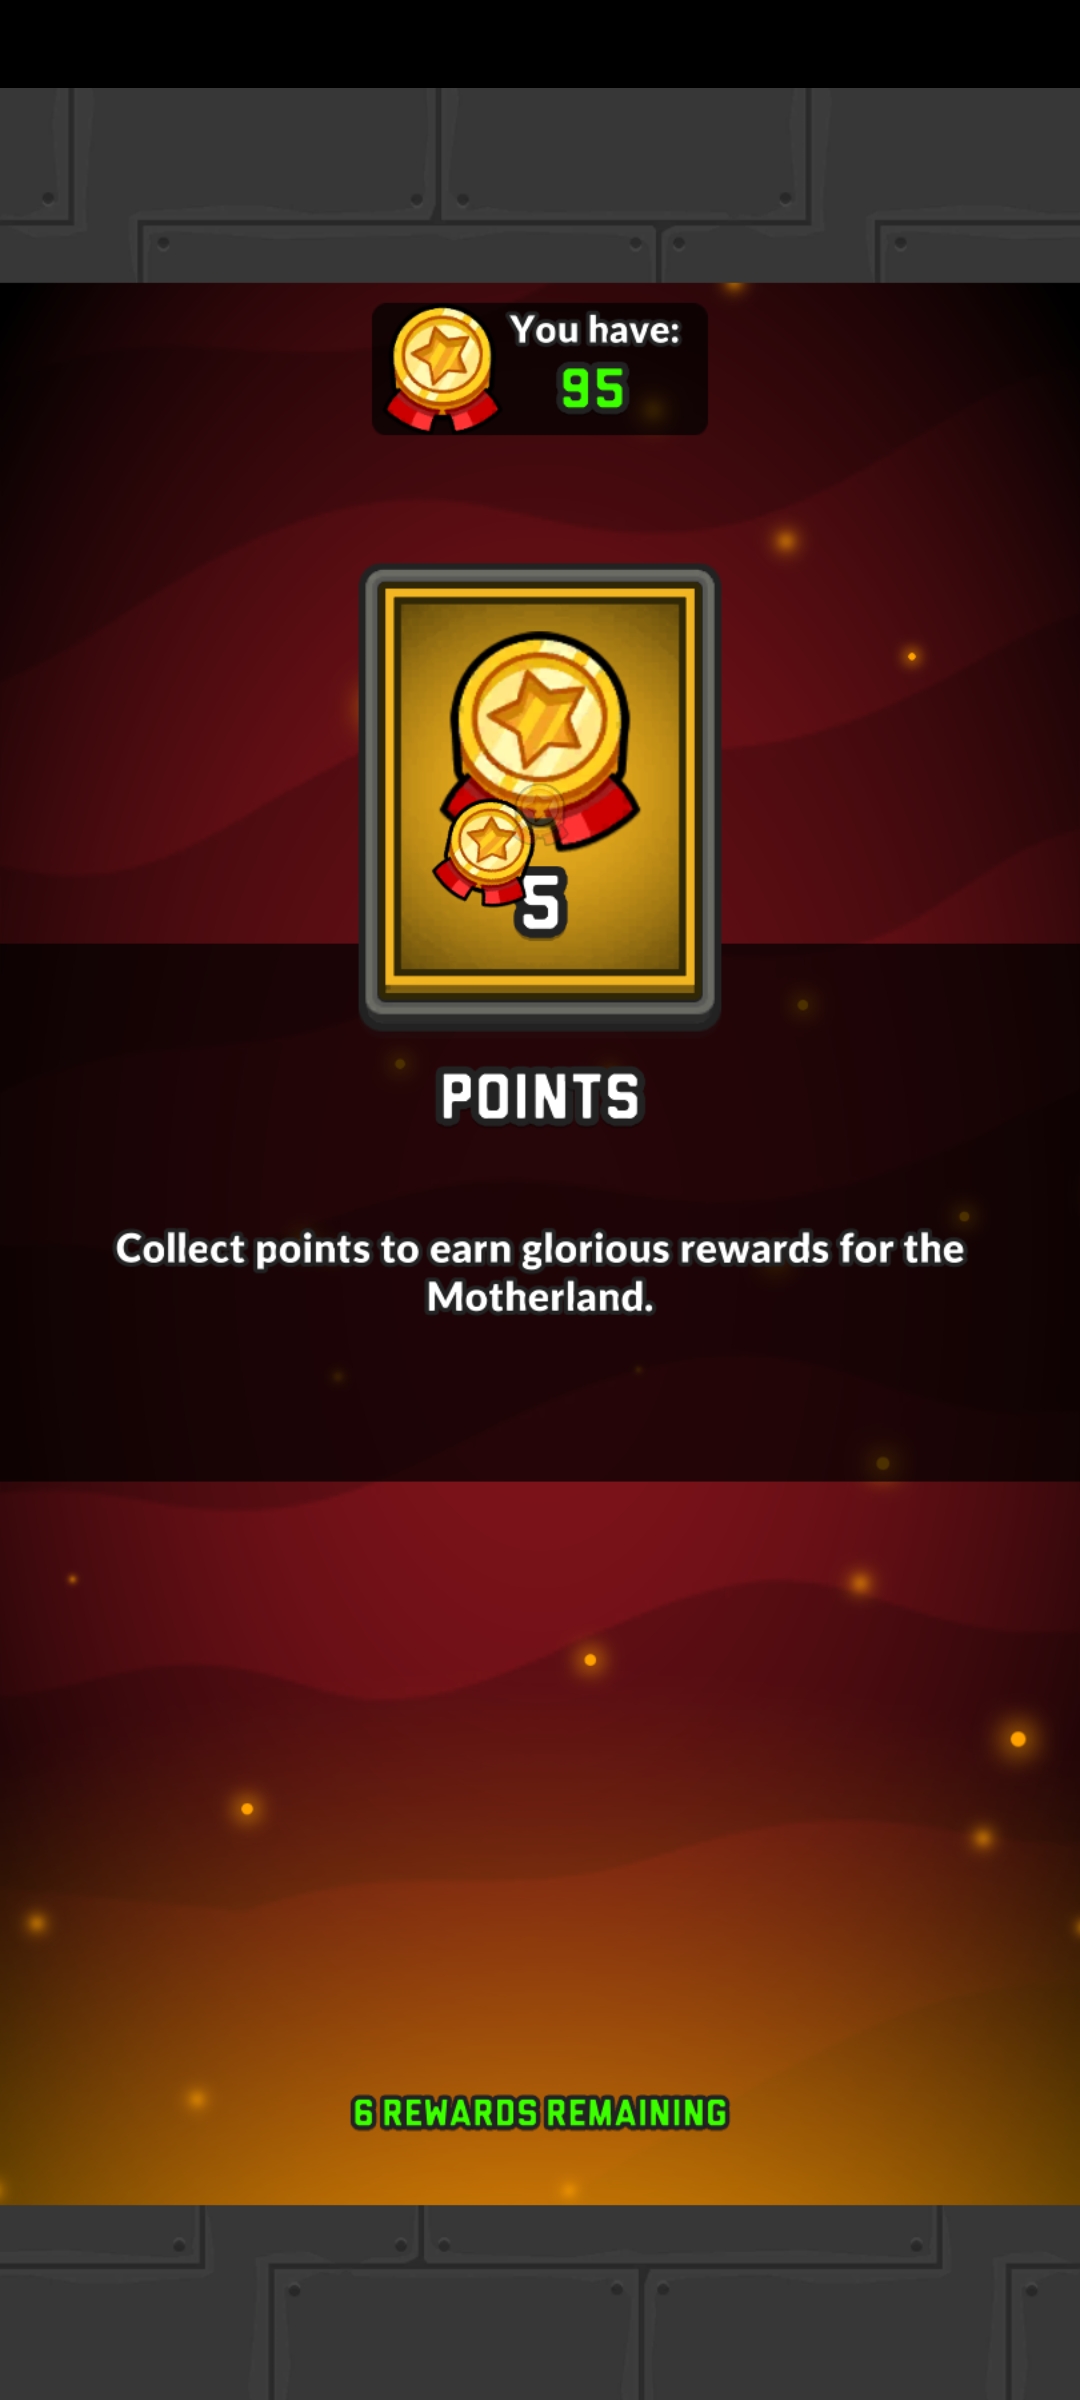 You have:
95
5
POINTS
Collect points to earn glorious rewards for the
Motherland.
6 REWARDS REMAINING